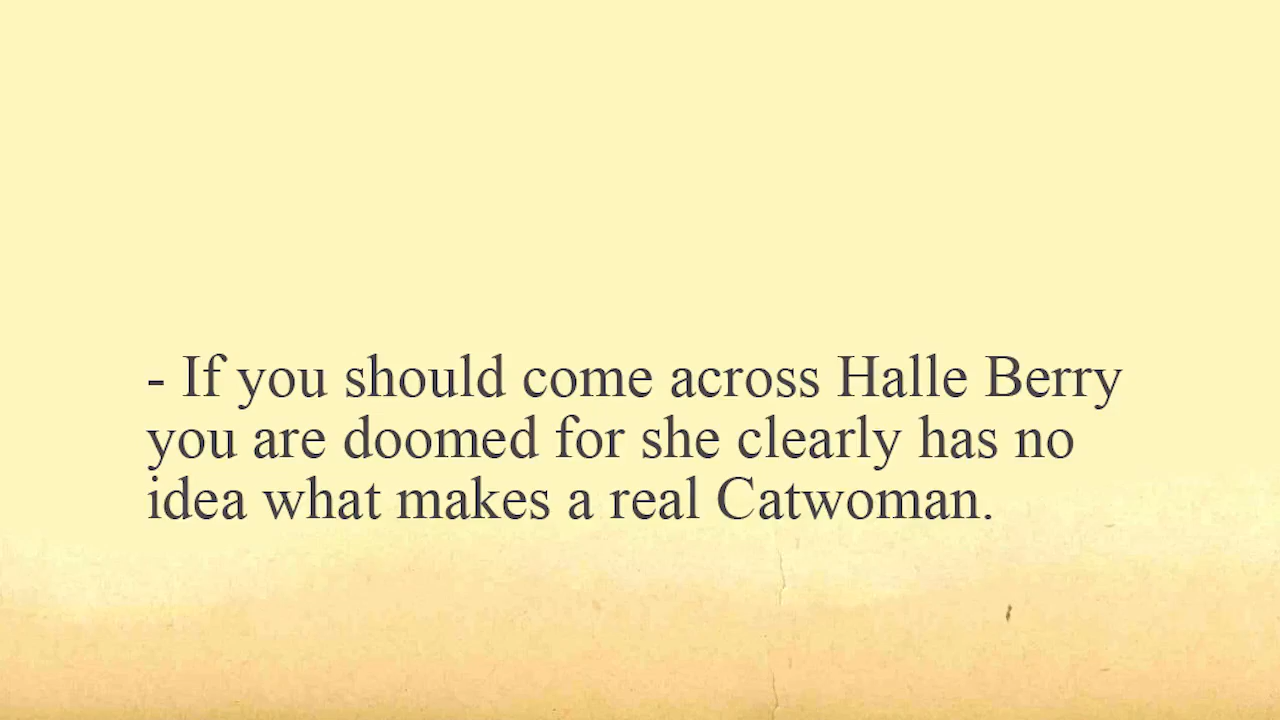 - If you should come across Halle Berry
you are doomed for she clearly has no
idea what makes a real Catwoman.